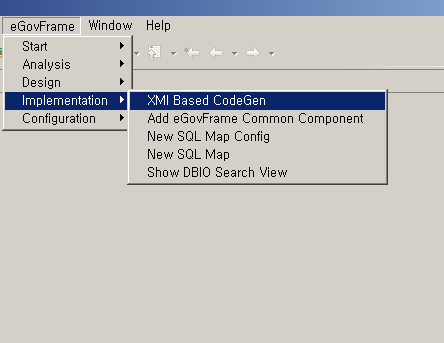 eGovFrame Window Help
Start
Analysis
Design
Implementation
Configuration
XMI Based CodeGen
Add eGovFrame Common Component
New SQL Map Config
New SQL Map
Show DBIO Search View